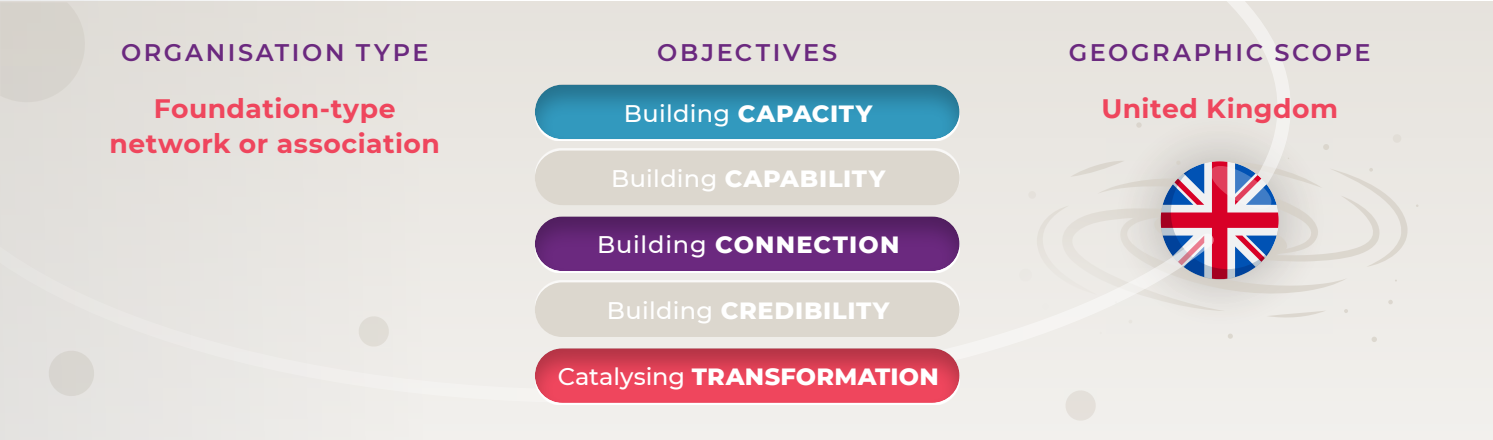 ORGANISATION TYPE
Foundation-type
network or association
OBJECTIVES
Building CAPACITY
Building CAPABILITY
Building CONNECTION
Building CREDIBILITY
Catalysing TRANSFORMATION
GEOGRAPHIC SCOPE
United Kingdom